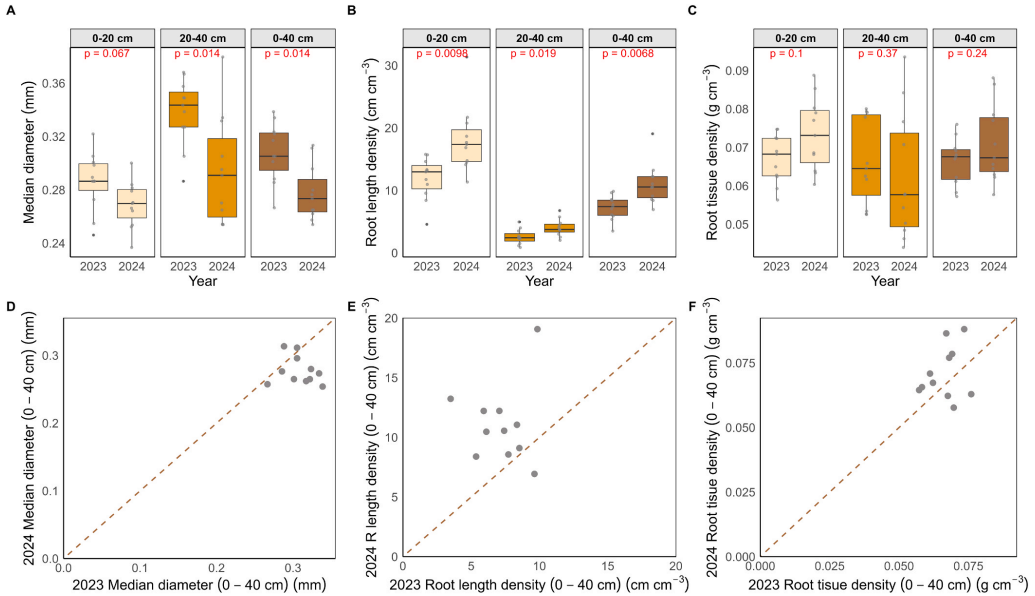 A
0-20 cm
20-40 cm
0-40 cm
p = 0.067
p = 0.014
p = 0.014
Median diameter (mm)
0.36
0.32
0.28
0.24
2023 2024
2023 2024
2023 2024
Year
B
0-20 cm
20-40 cm
0-40 cm
p = 0.0098
p = 0.019
p = 0.0068
Root length density (cm cm⁻³)
30
20
10
0
2023 2024
2023 2024
2023 2024
Year
C
0-20 cm
20-40 cm
0-40 cm
p = 0.1
p = 0.37
p = 0.24
Root tissue density (g cm⁻³)
0.09
0.08
0.07
0.06
0.05
2023 2024
2023 2024
2023 2024
Year
D
2024 Median diameter (0 – 40 cm) (mm)
0.3
0.2
0.1
0.0
0.0 0.1 0.2 0.3
2023 Median diameter (0 – 40 cm) (mm)
E
2024 R length density (0 – 40 cm) (cm cm⁻³)
20
15
10
5
0
0 5 10 15 20
2023 Root length density (0 – 40 cm) (cm cm⁻³)
F
2024 Root tissue density (0 – 40 cm) (g cm⁻³)
0.075
0.050
0.025
0.000
0.000 0.025 0.050 0.075
2023 Root tisue density (0 – 40 cm) (g cm⁻³)